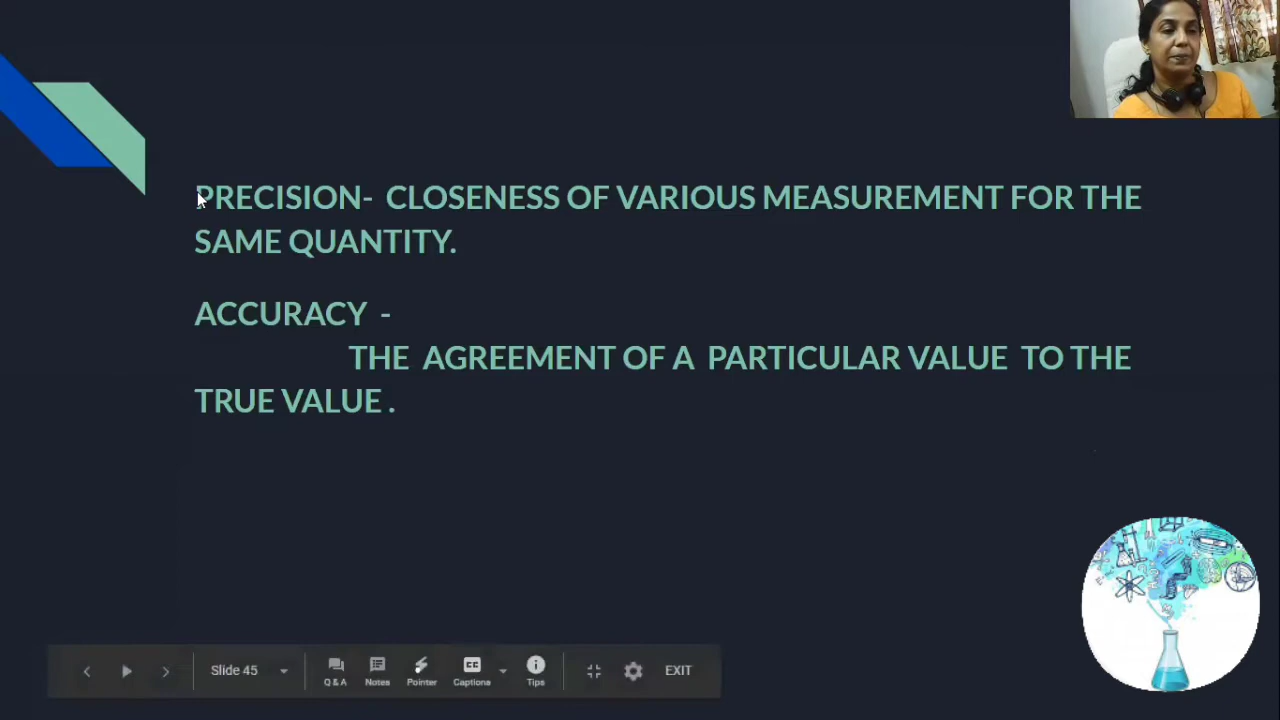 PRECISION- CLOSENESS OF VARIOUS MEASUREMENT FOR THE
SAME QUANTITY.
ACCURACY -
THE AGREEMENT OF A PARTICULAR VALUE TO THE
TRUE VALUE .
Slide 45
Q & A
Notes
Pointer
CC
Captions
Tips
EXIT